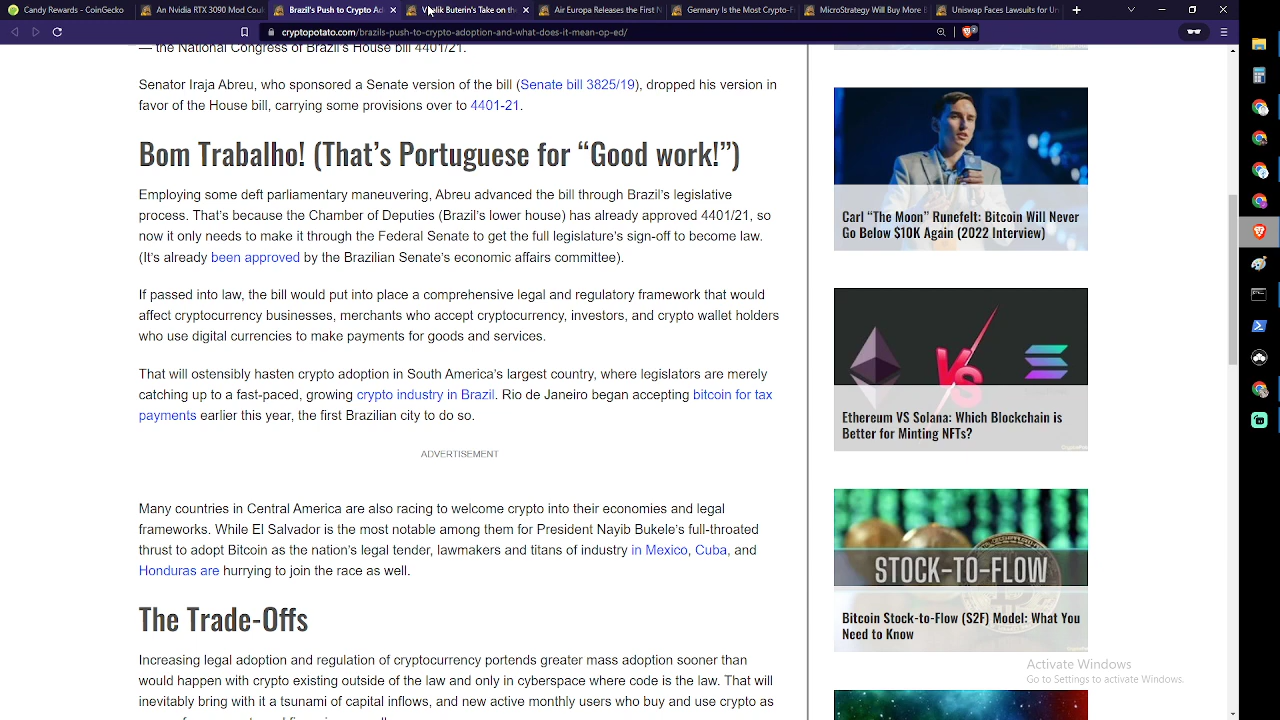 Candy Rewards - CoinGecko
An Nvidia RTX 3090 Mod Coul
Brazil's Push to Crypto Ad
Vitalik Buterin's Take on the
Air Europa Releases the First N
Germany Is the Most Crypto-F
MicroStrategy Will Support
Major for Un
cryptopotato.com/brazils-push-to-crypto-adoption-and-what-does-it-mean-op-ed/
— the National Congress of Brazil's House bill 4401/21.
Senator Iraja Abreu, who sponsored a Senate version of the bill (Senate bill 3825/19), dropped his version in
favor of the House bill, carrying some provisions over to 4401-21.
Bom Trabalho! (That's Portuguese for “Good work!”)
Employing some deft parliamentary maneuvering, Abreu advanced the bill through Brazil's legislative
process. That's because the Chamber of Deputies (Brazil's lower house) has already approved 4401/21, so
now it only needs to make it through the Federal Senate to get the full legislature's sign-off to become law.
(It's already been approved by the Brazilian Senate's economic affairs committee).
If passed into law, the bill would put into place a comprehensive legal and regulatory framework that would
affect cryptocurrency businesses, merchants who accept cryptocurrency, investors, and crypto wallet holders
who use digital currencies to make payments for goods and services.
That will ostensibly hasten crypto adoption in South America's largest country, where legislators are merely
catching up to a fast-paced, growing crypto industry in Brazil. Rio de Janeiro began accepting bitcoin for tax
payments earlier this year, the first Brazilian city to do so.
ADVERTISEMENT
Many countries in Central America are also racing to adopt crypto into their economies and legal
frameworks. While El Salvador is the most notable among them for President Nayib Bukele's full-throated
thrust to adopt Bitcoin as the nation's legal tender, lawmakers and titans of industry in Mexico, Cuba, and
Honduras are hurrying to join the race as well.
The Trade-Offs
Increasing legal adoption and regulation of cryptocurrency portends greater mass adoption sooner than
would happen with crypto existing outside of law and only in cyberspace where code is the law. That will
inevitably bring with it more crypto users and holders, and new active monthly users who buy and use crypto as
Carl “The Moon” Runefelt: Bitcoin Will Never
Go Below $10K Again (2022 Interview)
VS
Ethereum VS Solana: Which Blockchain is
Better for Minting NFTs?
STOCK-TO-FLOW
Bitcoin Stock-to-Flow (S2F) Model: What You
Need to Know
Activate Windows
Go to Settings to activate Windows.